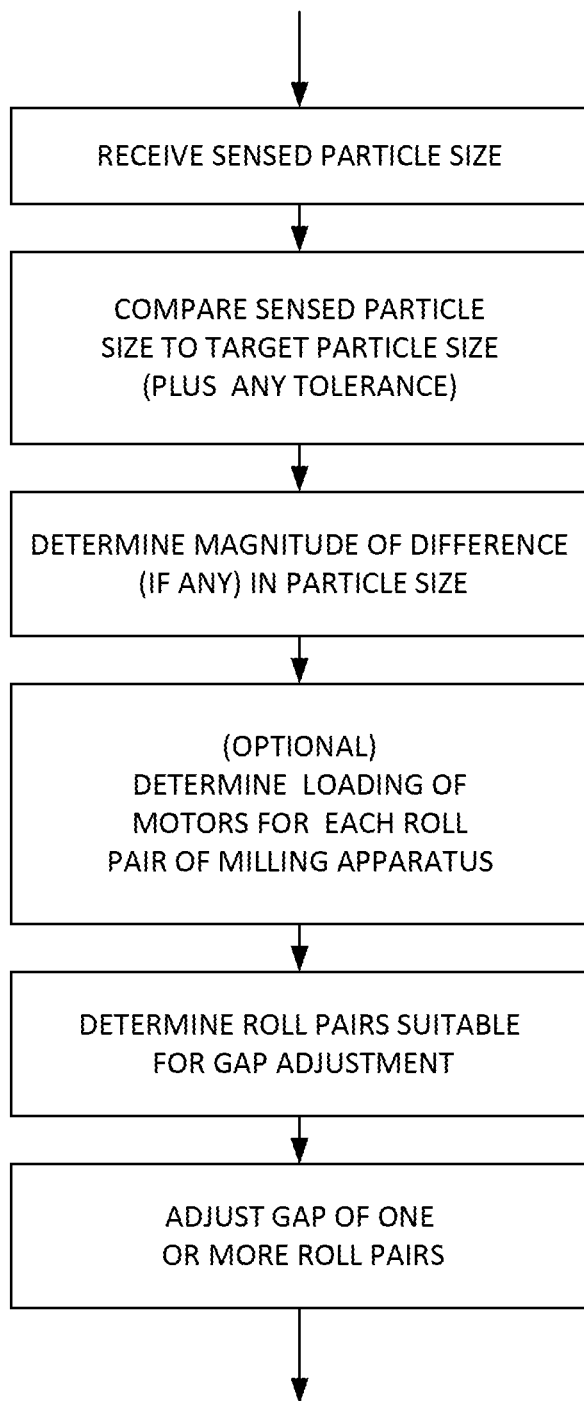 RECEIVE SENSED PARTICLE SIZE
COMPARE SENSED PARTICLE
SIZE TO TARGET PARTICLE SIZE
(PLUS ANY TOLERANCE)
DETERMINE MAGNITUDE OF DIFFERENCE
(IF ANY) IN PARTICLE SIZE
(OPTIONAL)
DETERMINE LOADING OF
MOTORS FOR EACH ROLL
PAIR OF MILLING APPARATUS
DETERMINE ROLL PAIRS SUITABLE
FOR GAP ADJUSTMENT
ADJUST GAP OF ONE
OR MORE ROLL PAIRS